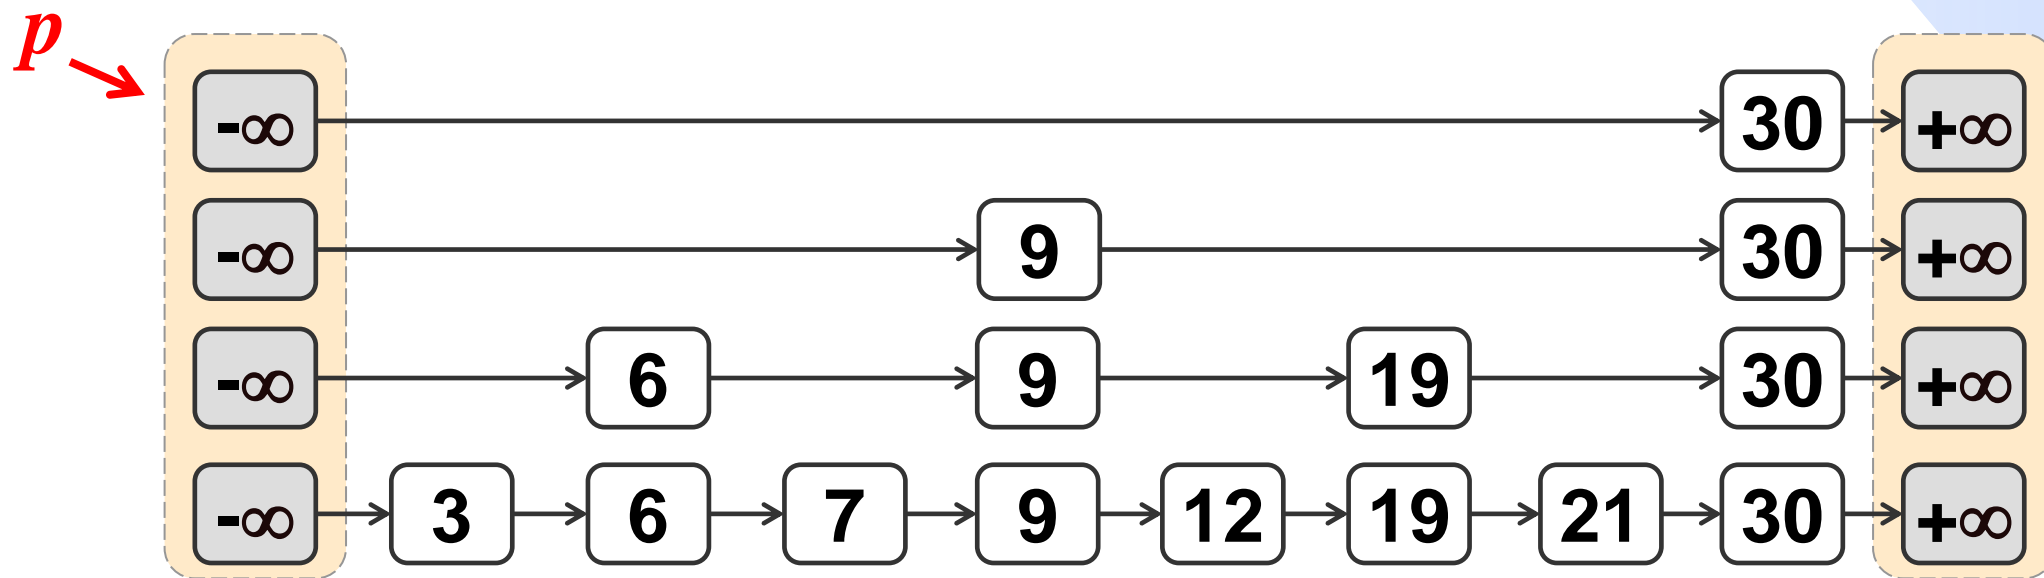 p
-∞ 30 +∞
-∞ 9 30 +∞
-∞ 6 9 19 30 +∞
-∞ 3 6 7 9 12 19 21 30 +∞